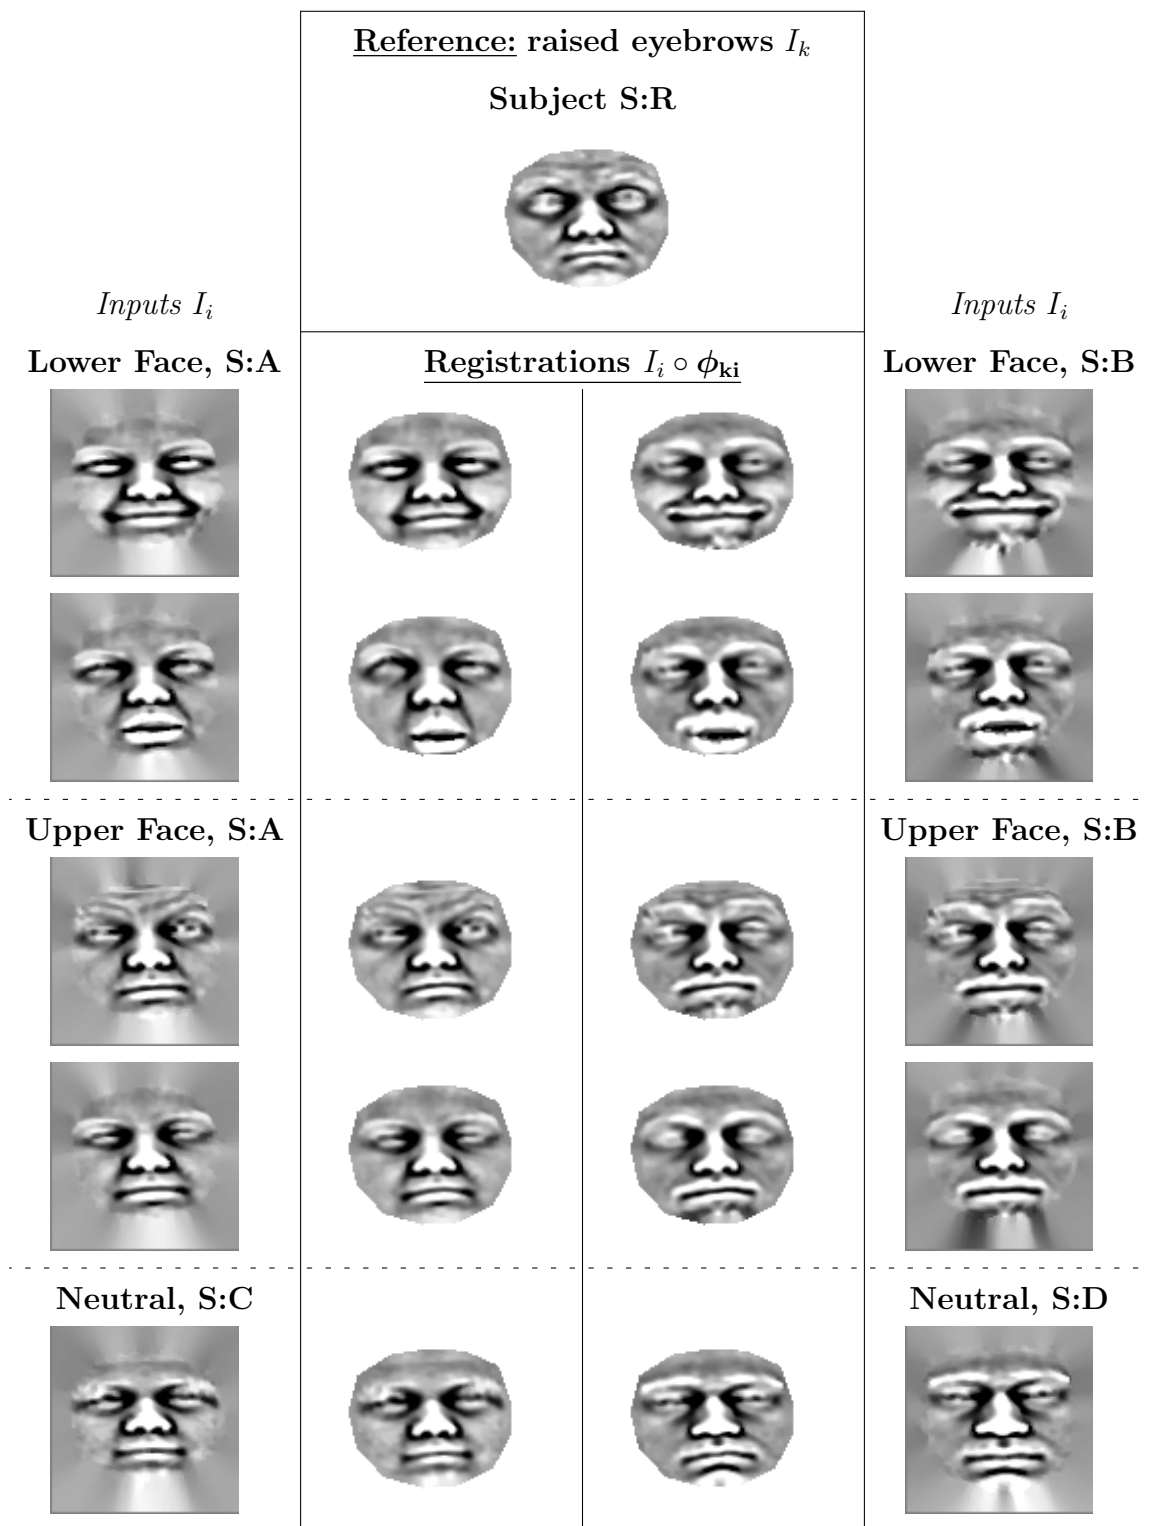 Reference: raised eyebrows I_k
Subject S:R
Inputs I_i
Inputs I_i
Lower Face, S:A
Registrations I_i ∘ ϕ_ki
Lower Face, S:B
Upper Face, S:A
Upper Face, S:B
Neutral, S:C
Neutral, S:D